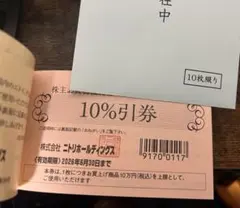 在中
10枚綴り
株主お
10%引券
株式会社 ニトリホールディングス
(有効期限)2026年6月30日まで
9170'0117
本券は、1枚につきお買上げ商品10万円(税込)を上限として、
ご使用いただけます